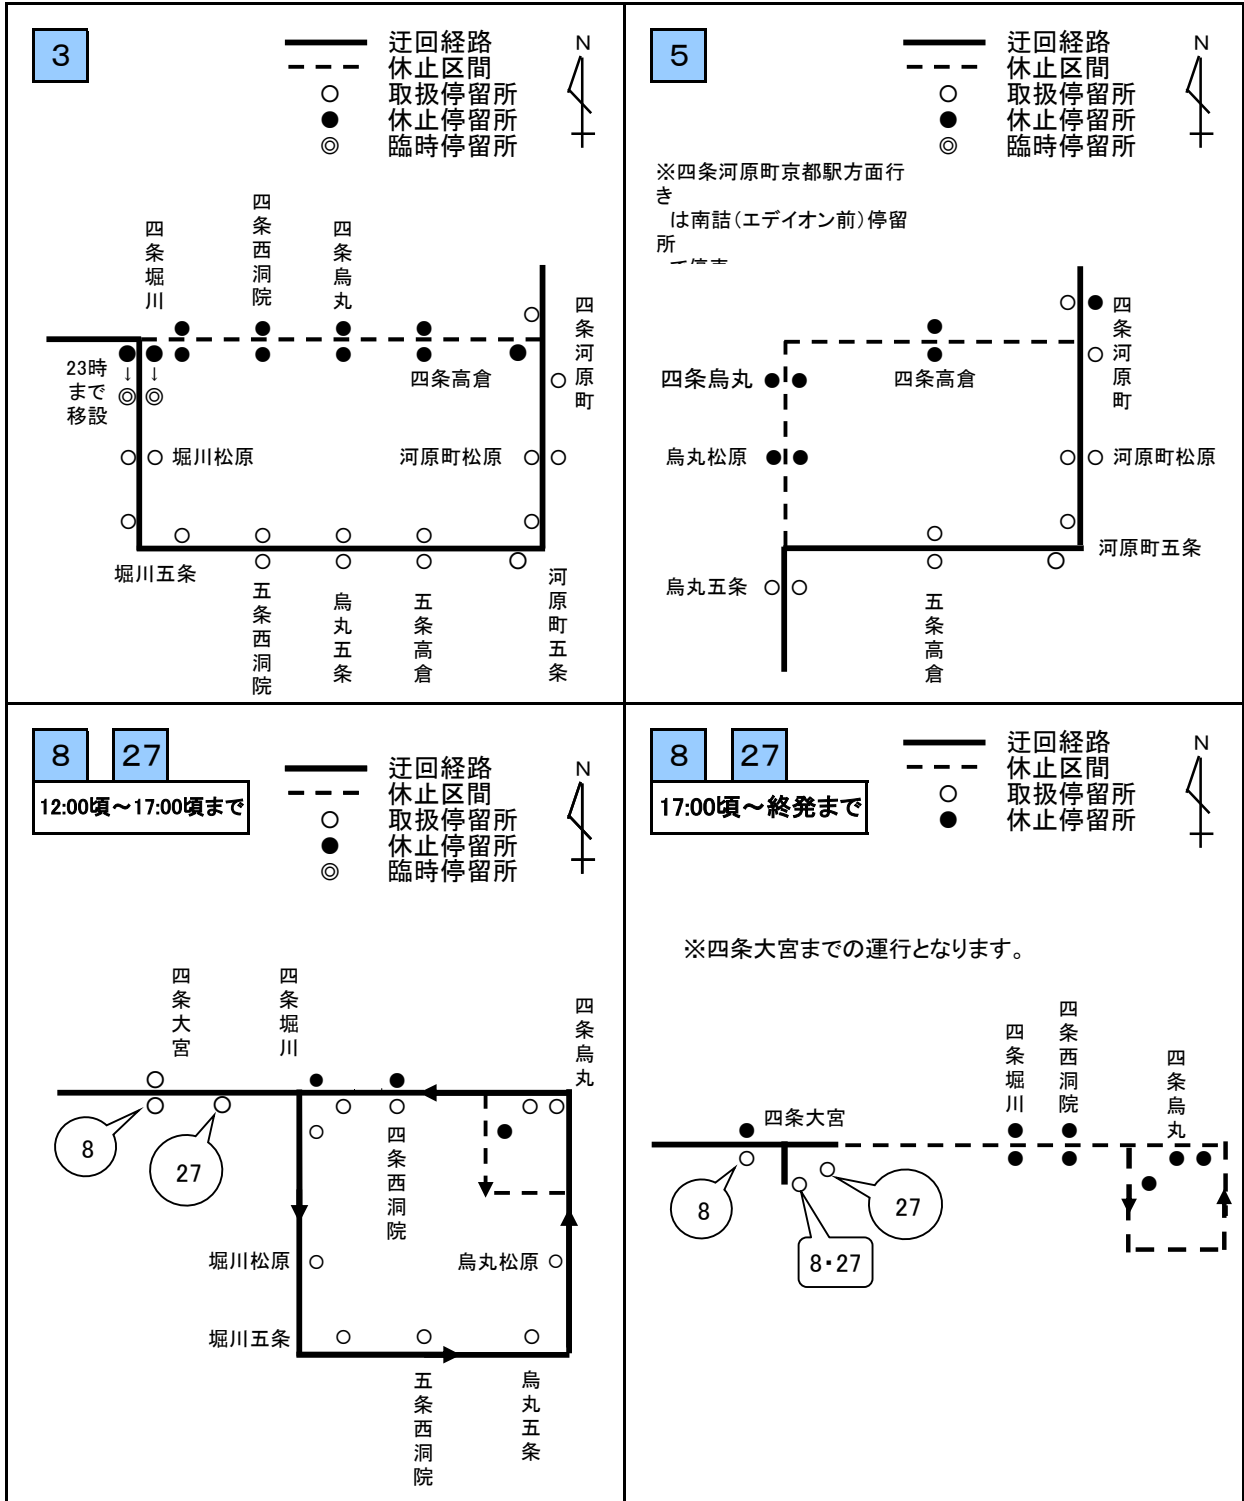 3
迂回経路
休止区間
取扱停留所
休止停留所
臨時停留所
N
四条堀川
四条西洞院
四条烏丸
四条河原町
四条高倉
23時
まで
移設
↓ ↓
堀川松原
河原町松原
堀川五条
五条西洞院
烏丸五条
五条高倉
河原町五条
5
迂回経路
休止区間
取扱停留所
休止停留所
臨時停留所
N
※四条河原町京都駅方面行
き
は南詰(エデイオン前)停留
所
四条河原町
四条烏丸
四条高倉
烏丸松原
河原町松原
河原町五条
烏丸五条
五条高倉
8 27
12:00頃～17:00頃まで
迂回経路
休止区間
取扱停留所
休止停留所
臨時停留所
N
四条大宮
四条堀川
四条烏丸
8
27
四条西洞院
堀川松原
烏丸松原
堀川五条
五条西洞院
烏丸五条
8 27
17:00頃～終発まで
迂回経路
休止区間
取扱停留所
休止停留所
N
※四条大宮までの運行となります。
四条堀川
四条西洞院
四条烏丸
四条大宮
8
27
8・27